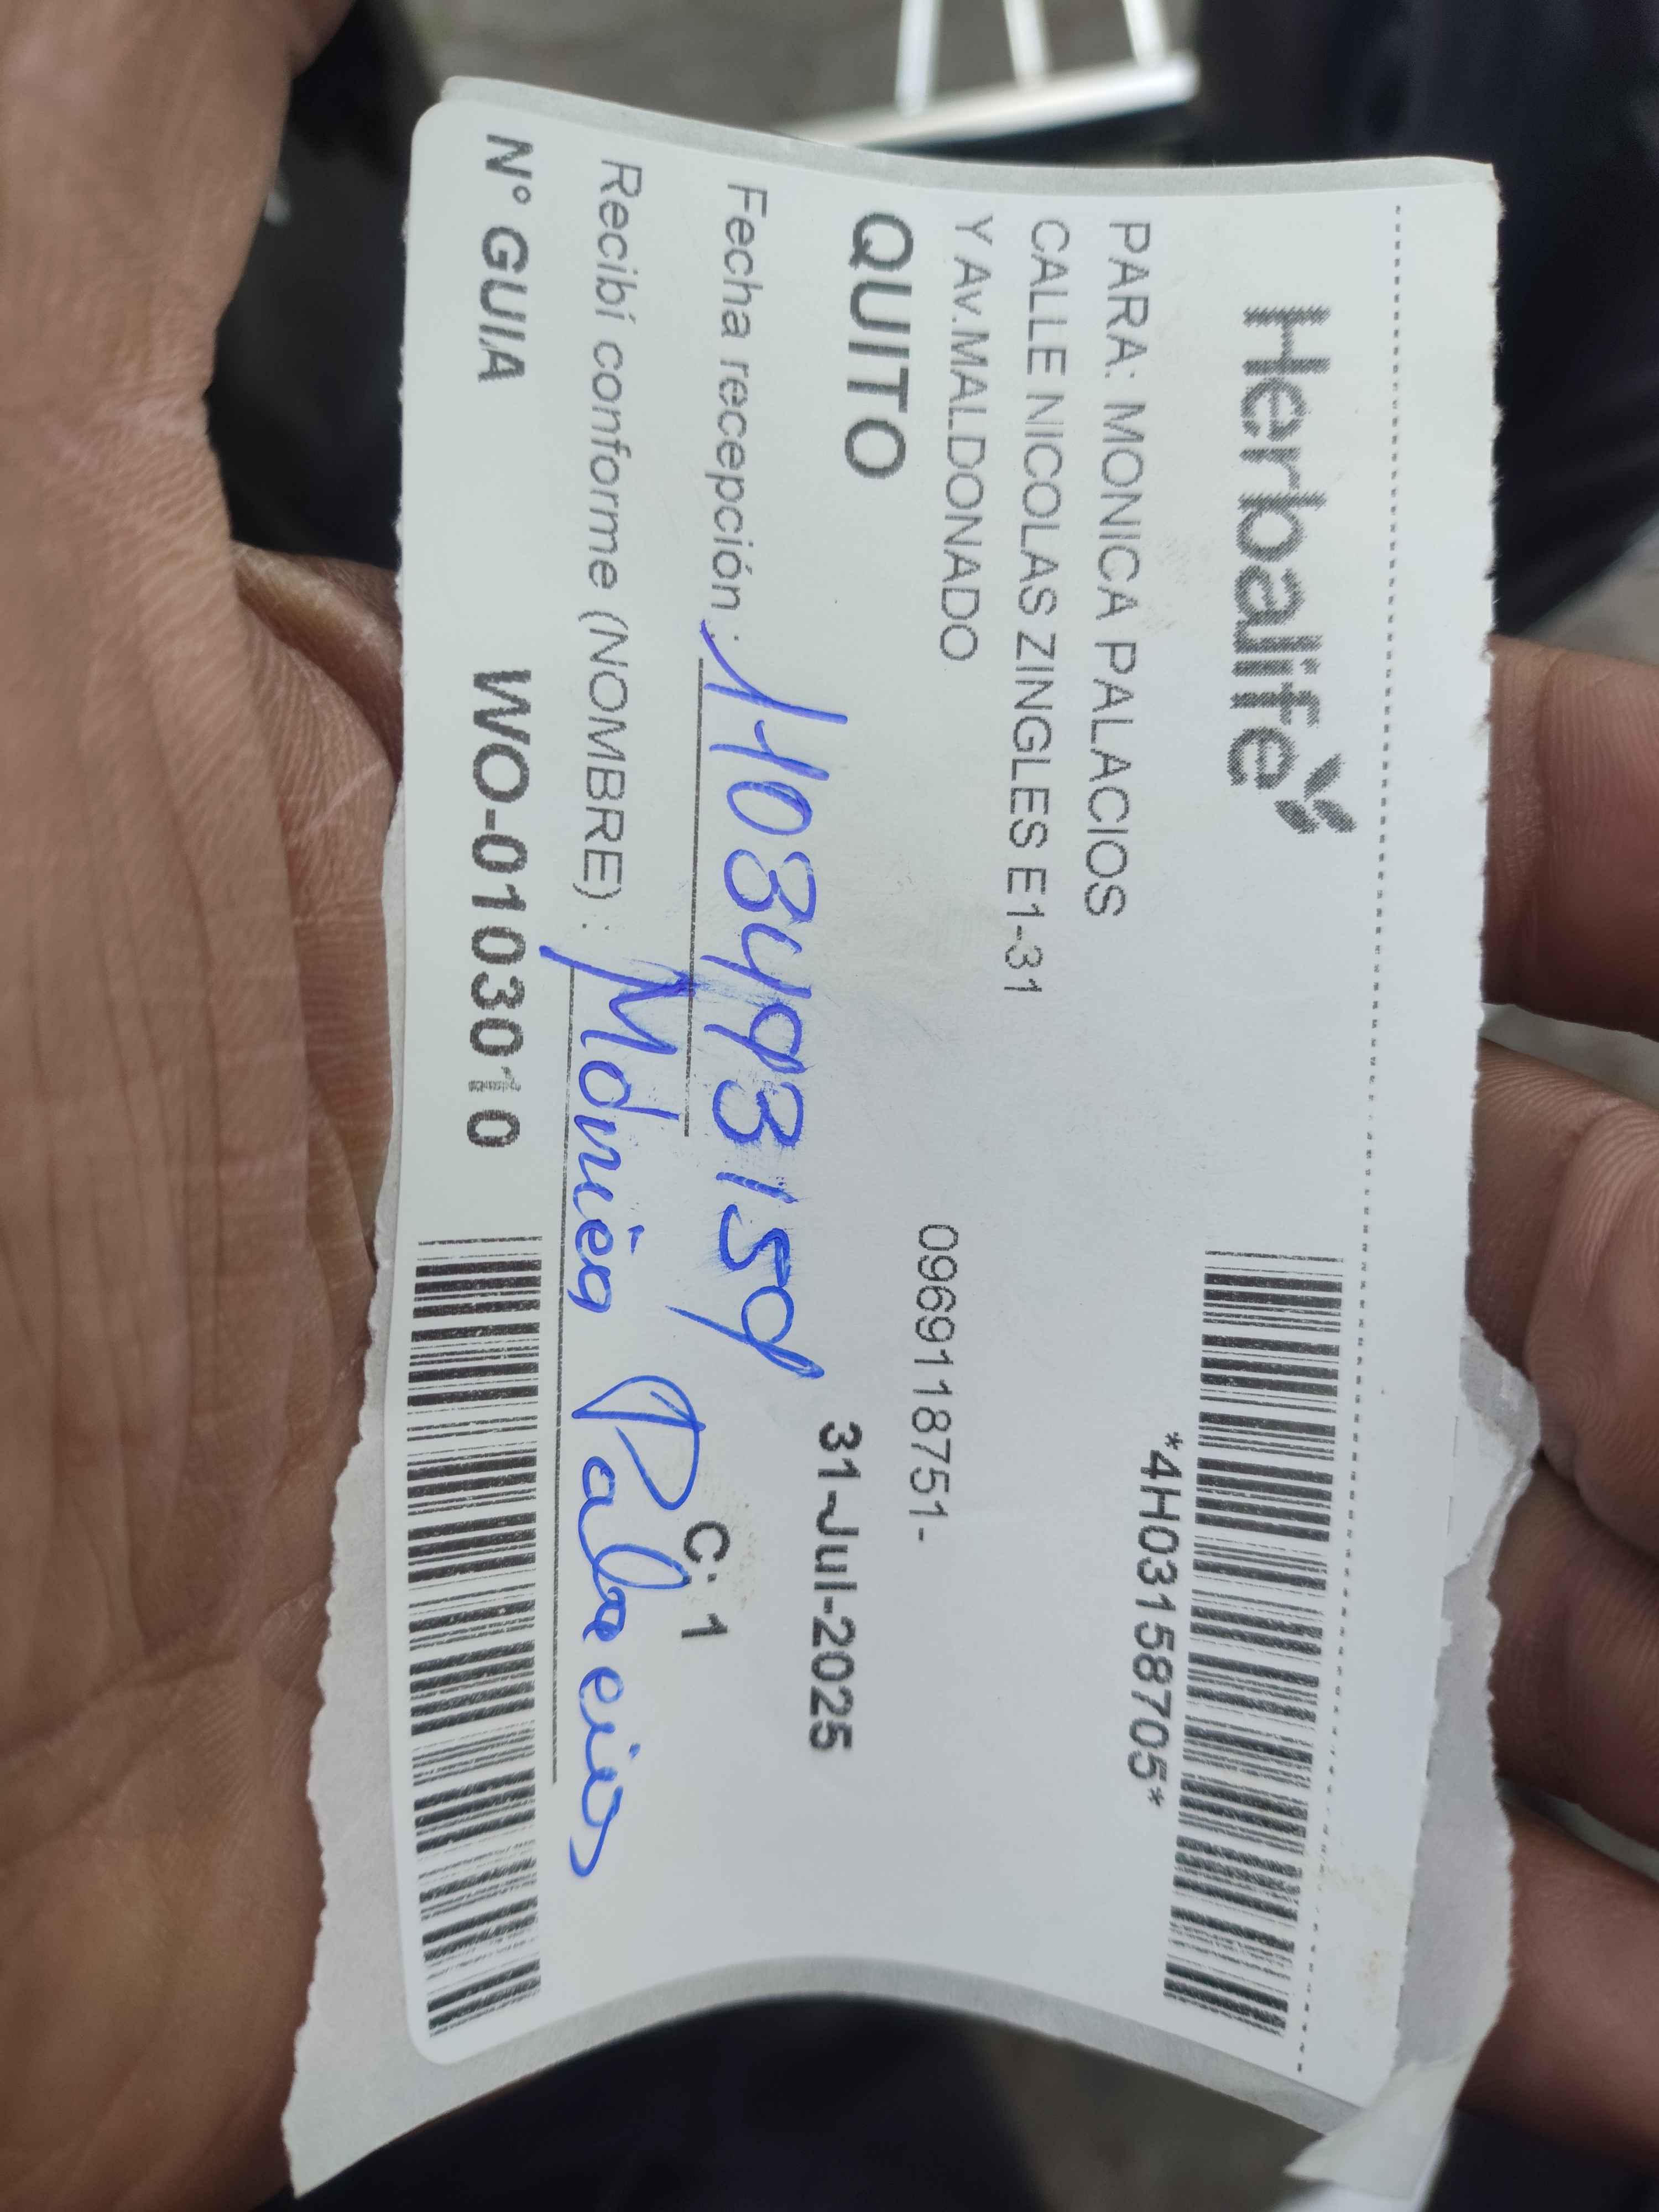 Herbalife
*4H03158705*
PARA: MONICA PALACIOS
CALLE NICOLAS ZINGLES E1-31
Y AV.MALDONADO
0969118751-
QUITO
31-Jul-2025
Fecha recepción: 1103493159
C: 1
Recibí conforme (NOMBRE): Mónica Palacios
N° GUIA WO-0103010